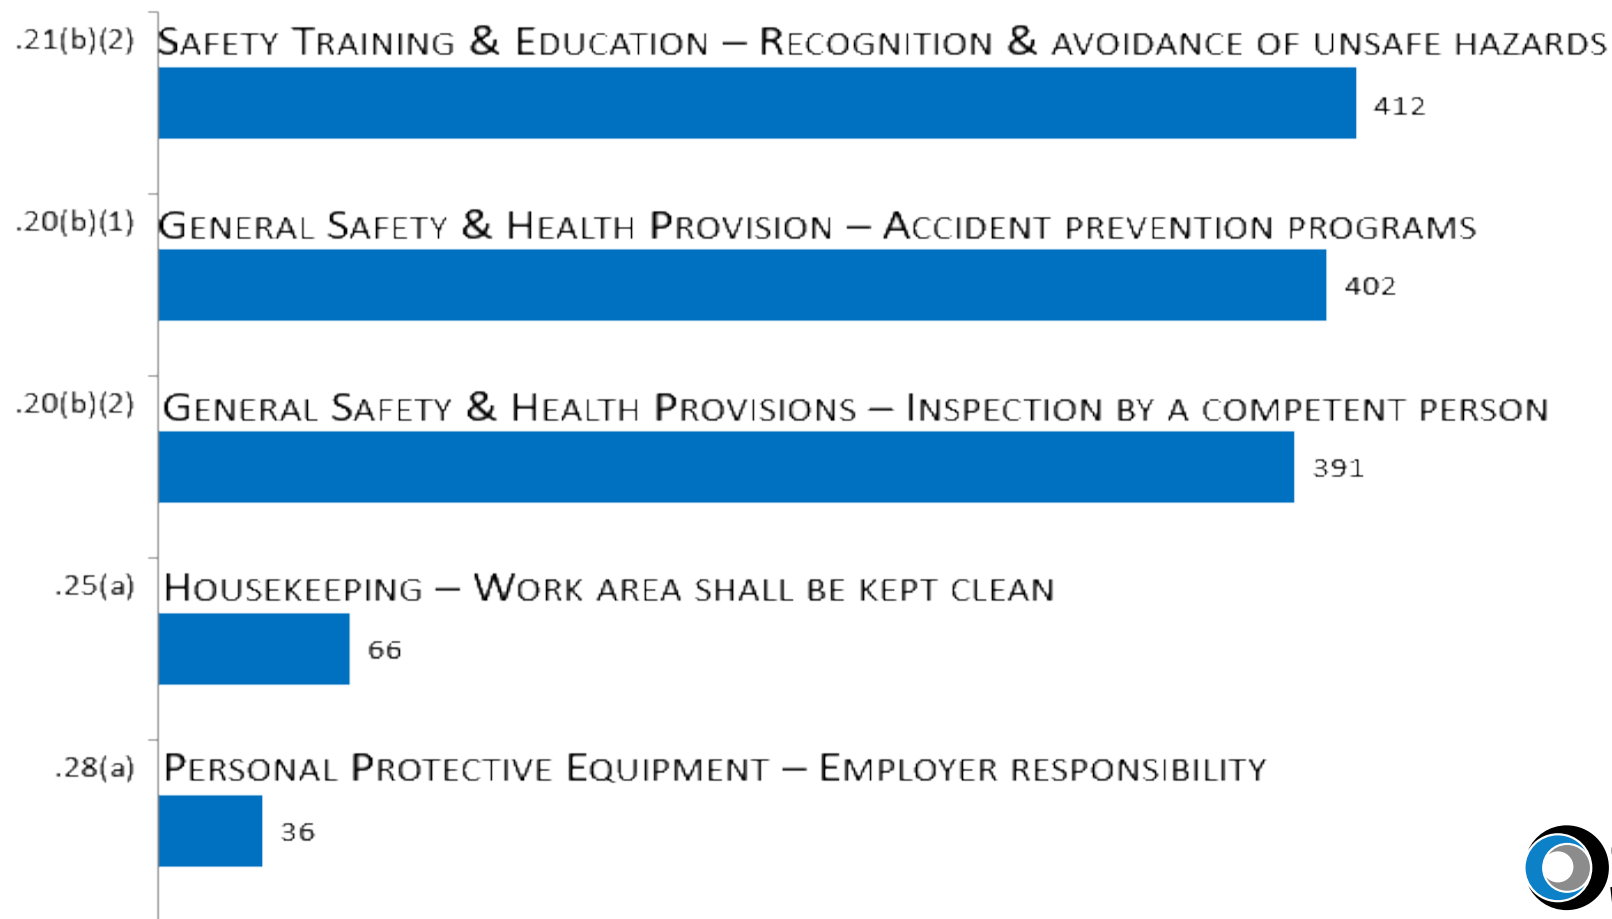 .21(b)(2) SAFETY TRAINING & EDUCATION – RECOGNITION & AVOIDANCE OF UNSAFE HAZARDS
412
.20(b)(1) GENERAL SAFETY & HEALTH PROVISION – ACCIDENT PREVENTION PROGRAMS
402
.20(b)(2) GENERAL SAFETY & HEALTH PROVISIONS – INSPECTION BY A COMPETENT PERSON
391
.25(a) HOUSEKEEPING – WORK AREA SHALL BE KEPT CLEAN
66
.28(a) PERSONAL PROTECTIVE EQUIPMENT – EMPLOYER RESPONSIBILITY
36